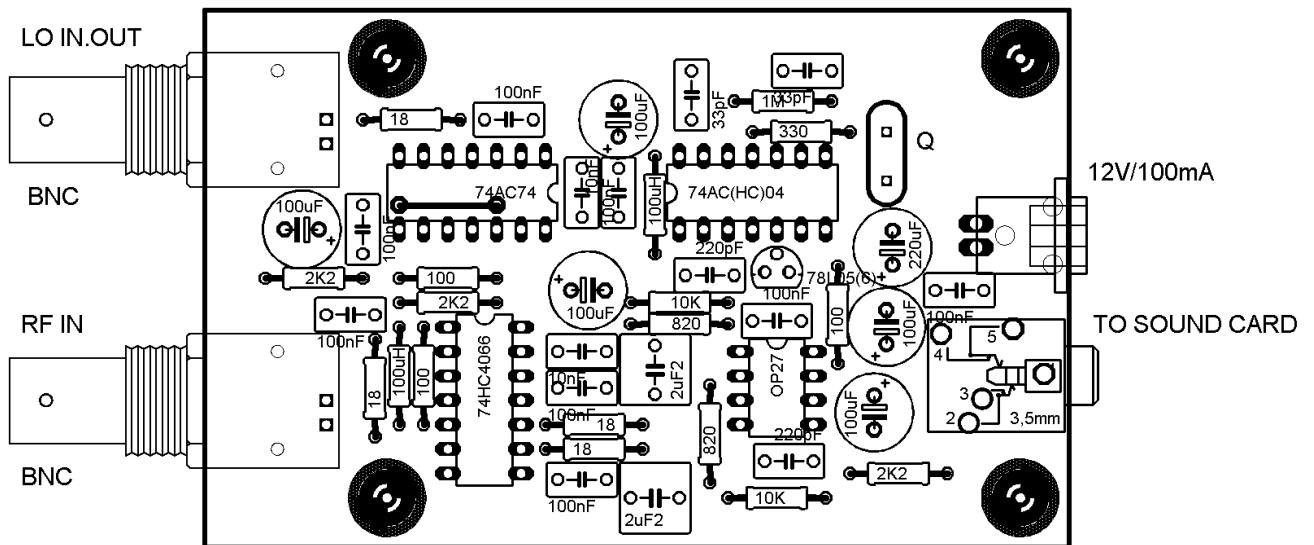 LO IN.OUT
BNC
18
100nF
100uF
33pF
33pF
1M
330
Q
12V/100mA
74AC74
10nF
100nF
100uH
74AC(HC)04
100uF
100nF
220uF
2K2
100
2K2
220pF
78L05(6)
100nF
100nF
RF IN
BNC
100nF
100uF
10K
820
100
100uF
TO SOUND CARD
18
100uH
100
74HC4066
10nF
100nF
2uF2
OP27
5
4
3
2
3,5mm
18
18
820
100uF
220pF
2K2
100nF
2uF2
10K